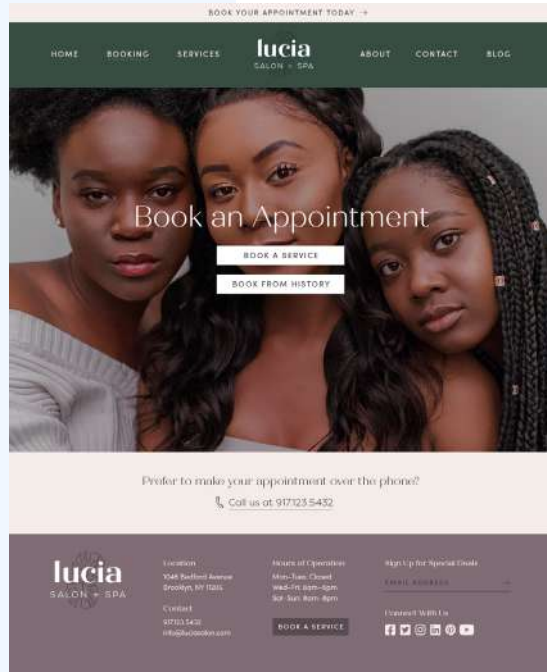 BOOK YOUR APPOINTMENT TODAY →
HOME BOOKING SERVICES lucia ABOUT CONTACT BLOG
SALON + SPA
Book an Appointment
BOOK A SERVICE
BOOK FROM HISTORY
Prefer to make your appointment over the phone?
Call us at 917.123.5432
lucia
SALON + SPA
Location
1048 Bedford Avenue
Brooklyn, NY
Contact
917.123.5432
info@luciasalon.com
Hours of Operation
Mon-Tues: Closed
Wed-Fri:
Sat-Sun: 8am-8pm
BOOK A SERVICE
Sign Up for Special Deals
EMAIL ADDRESS →
Connect With Us